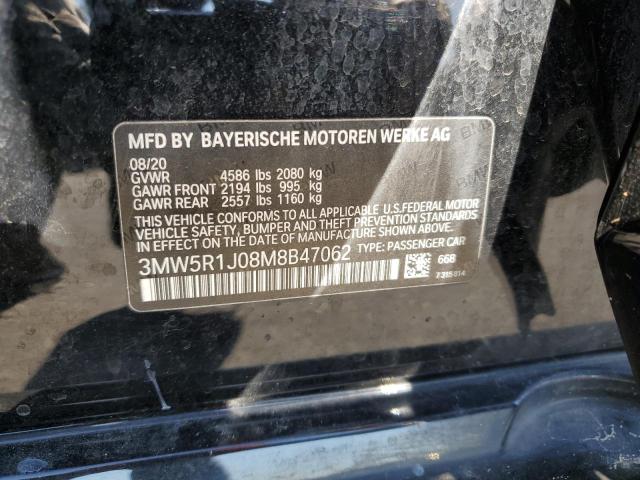 MFD BY BAYERISCHE MOTOREN WERKE AG
08/20
GVWR 4586 lbs 2080 kg
GAWR FRONT 2194 lbs 995 kg
GAWR REAR 2557 lbs 1160 kg
THIS VEHICLE CONFORMS TO ALL APPLICABLE U.S. FEDERAL MOTOR
VEHICLE SAFETY, BUMPER AND THEFT PREVENTION STANDARDS
IN EFFECT ON THE DATE OF MANUFACTURE SHOWN ABOVE.
3MW5R1J08M8B47062 TYPE: PASSENGER CAR
668
7315814